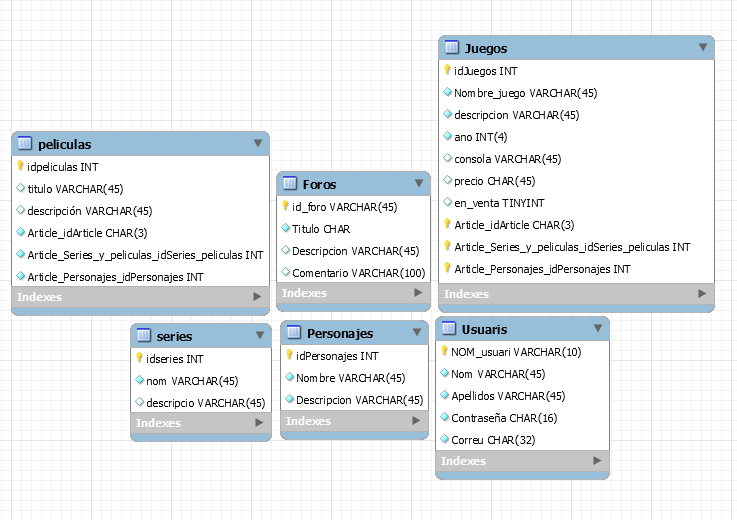 peliculas
idpeliculas INT
titulo VARCHAR(45)
descripción VARCHAR(45)
Article_idArticle CHAR(3)
Article_Series_y_peliculas_idSeries_peliculas INT
Article_Personajes_idPersonajes INT
Indexes
Foros
id_foro VARCHAR(45)
Titulo CHAR
Descripcion VARCHAR(45)
Comentario VARCHAR(100)
Indexes
Juegos
idJuegos INT
Nombre_juego VARCHAR(45)
descripcion VARCHAR(45)
ano INT(4)
consola VARCHAR(45)
precio CHAR(45)
en_venta TINYINT
Article_idArticle CHAR(3)
Article_Series_y_peliculas_idSeries_peliculas INT
Article_Personajes_idPersonajes INT
Indexes
series
idseries INT
nom VARCHAR(45)
descripcio VARCHAR(45)
Indexes
Personajes
idPersonajes INT
Nombre VARCHAR(45)
Descripcion VARCHAR(45)
Indexes
Usuaris
NOM_usuari VARCHAR(10)
Nom VARCHAR(45)
Apellidos VARCHAR(45)
Contraseña CHAR(16)
Correu CHAR(32)
Indexes